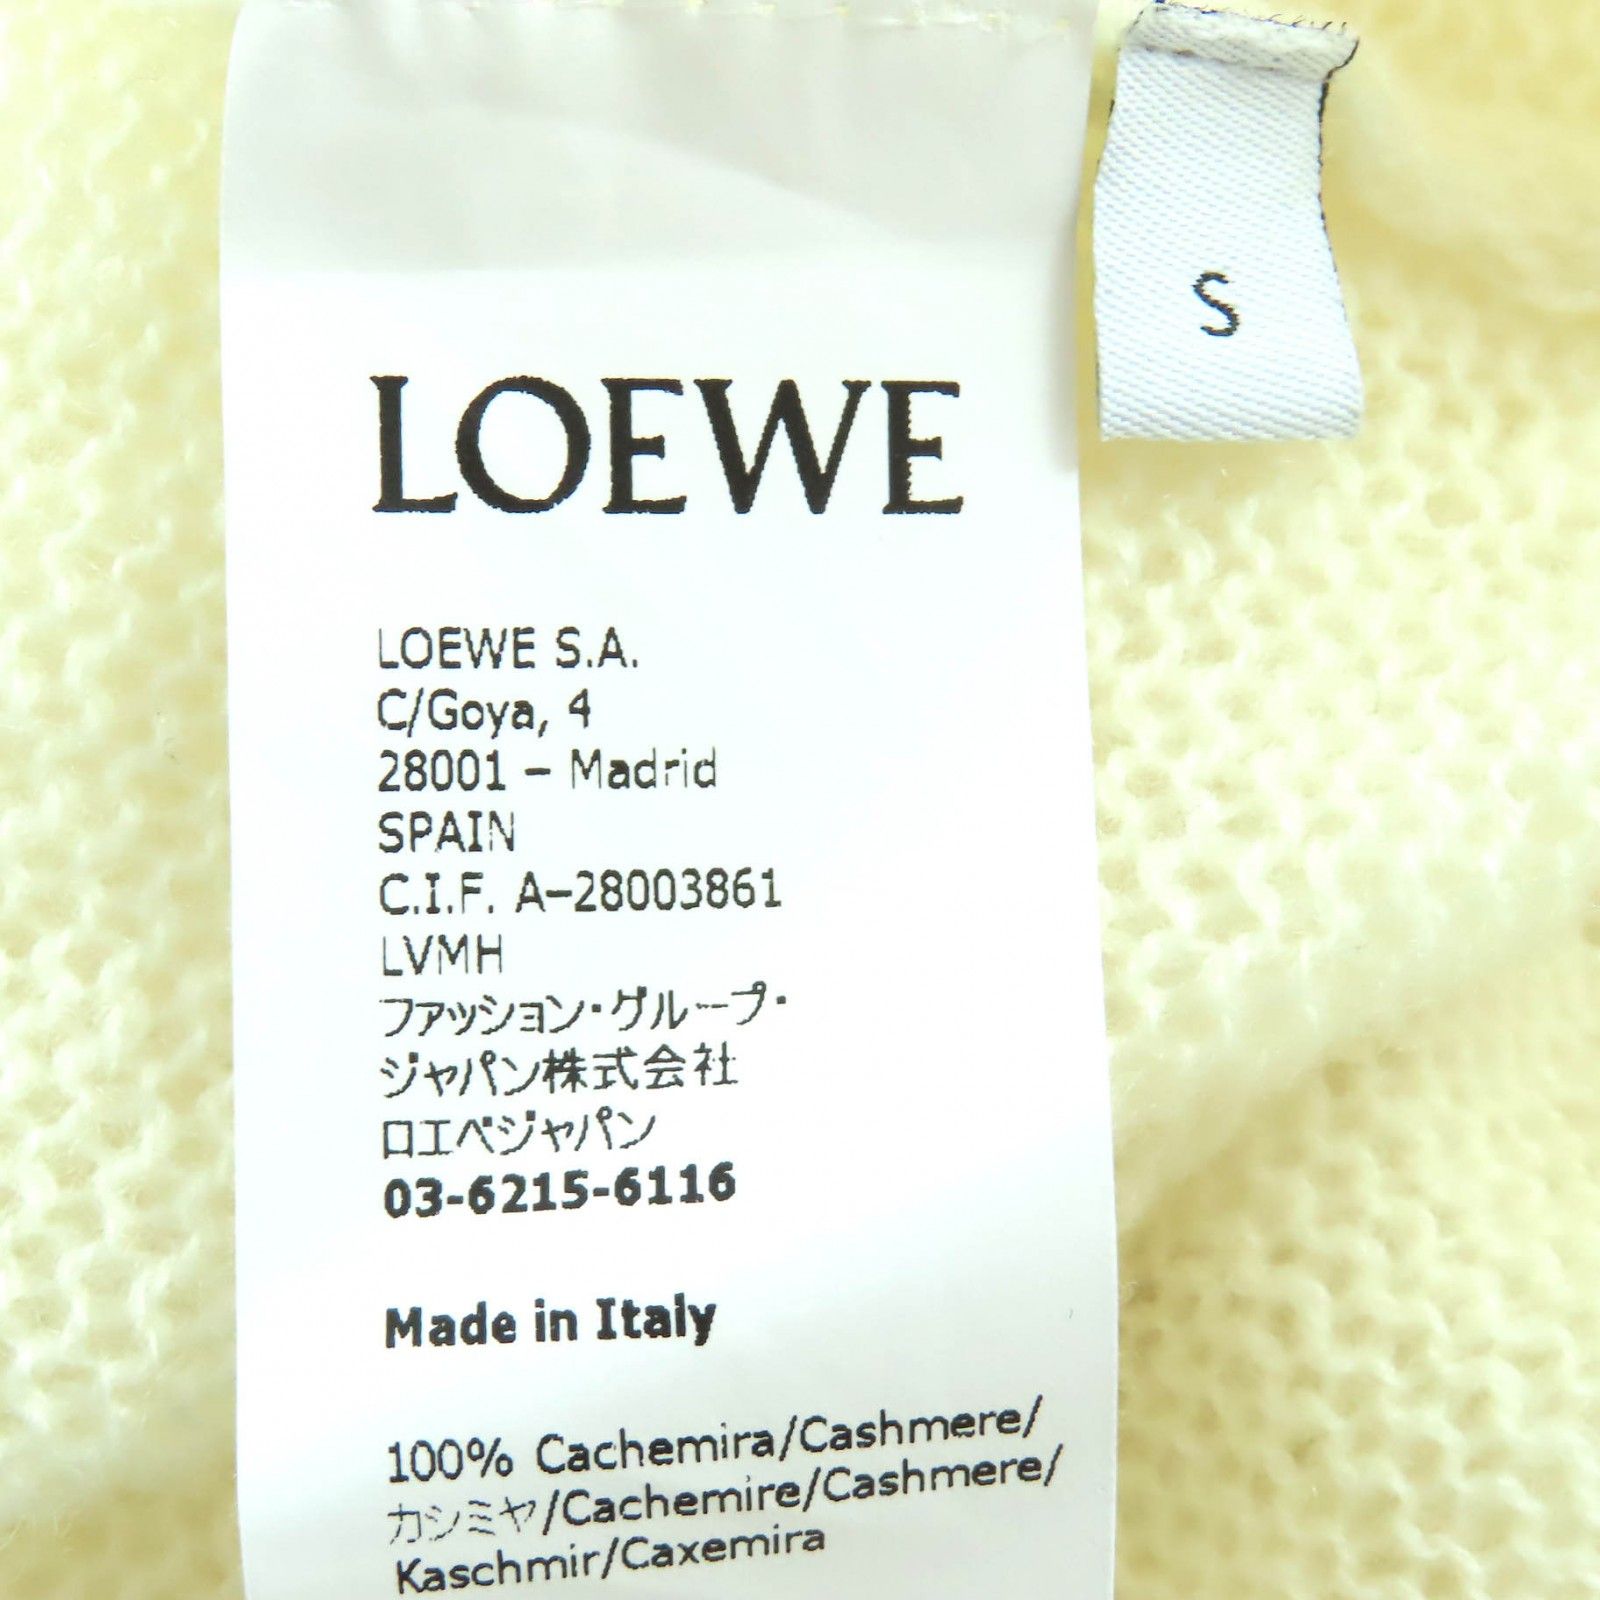 S
LOEWE
LOEWE S.A.
C/Goya, 4
28001 – Madrid
SPAIN
C.I.F. A–28003861
LVMH
ファッション・グループ・
ジャパン株式会社
ロエベジャパン
03-6215-6116
Made in Italy
100% Cachemira/Cashmere/
カシミヤ/Cachemire/Cashmere/
Kaschmir/Caxemira